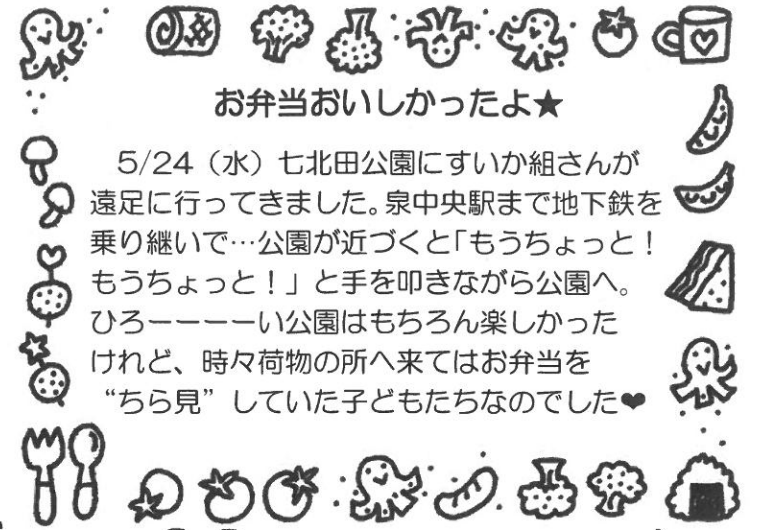 お弁当おいしかったよ★
5/24（水）七北田公園にすいか組さんが
遠足に行ってきました。泉中央駅まで地下鉄を
乗り継いで…公園が近づくと「もうちょっと！
もうちょっと！」と手を叩きながら公園へ。
ひろーーーーい公園はもちろん楽しかった
けれど、時々荷物の所へ来てはお弁当を
“ちら見”していた子どもたちなのでした❤